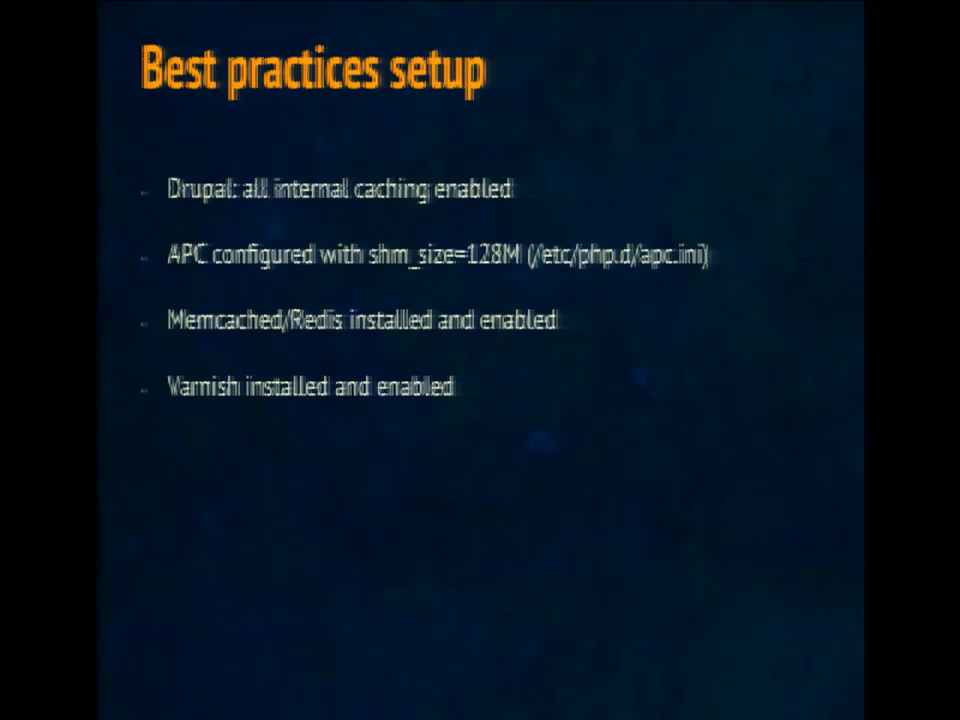 Best practices setup
- Drupal: all internal caching enabled
- APC configured with shm_size=128M (/etc/php.d/apc.ini)
- Memcached/Redis installed and enabled
- Varnish installed and enabled